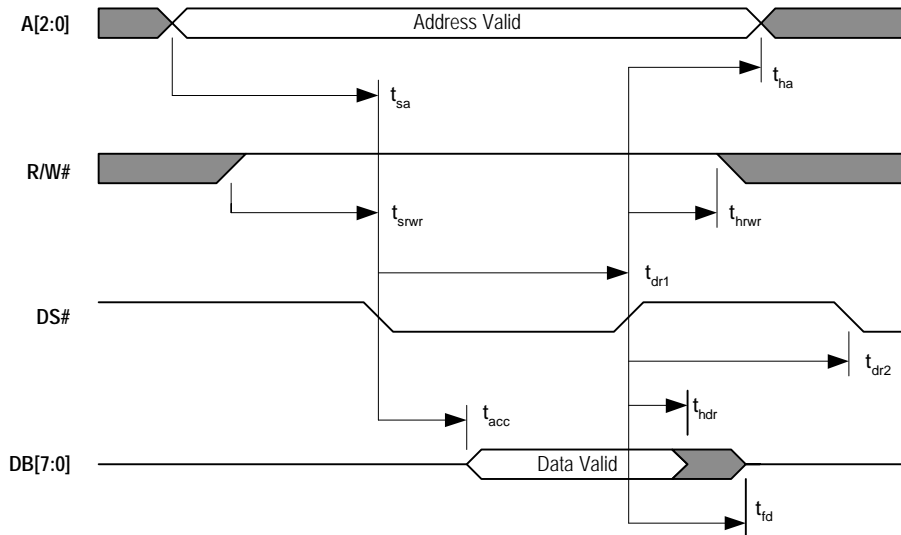 A[2:0]
Address Valid
t_ha
t_sa
R/W#
t_srwr
t_hrwr
t_dr1
DS#
t_dr2
t_hdr
t_acc
DB[7:0]
Data Valid
t_fd